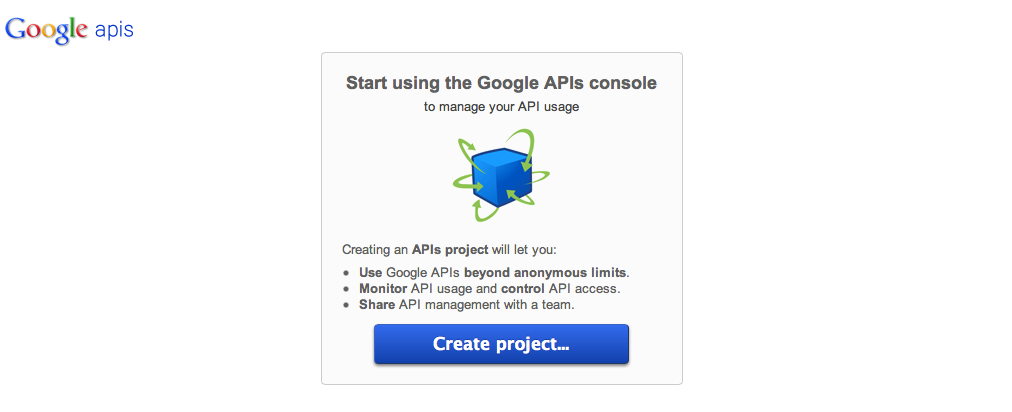 Google apis
Start using the Google APIs console
to manage your API usage
Creating an APIs project will let you:
Use Google APIs beyond anonymous limits.
Monitor API usage and control API access.
Share API management with a team.
Create project...